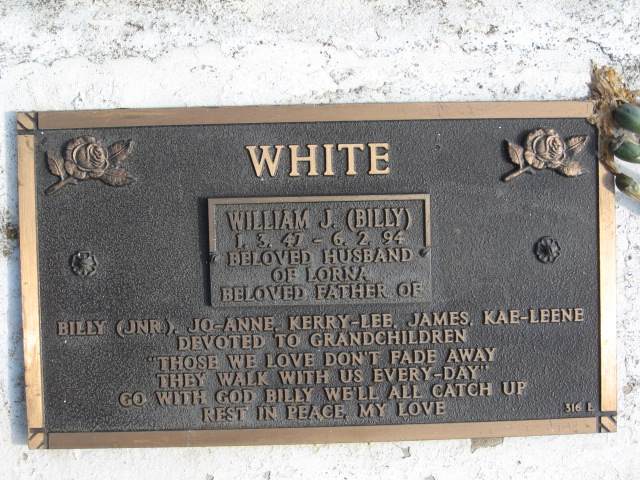 WHITE
WILLIAM J. (BILLY)
1. 3. 47 - 6. 2. 94
BELOVED HUSBAND
OF LORNA
BELOVED FATHER OF
BILLY (JNR.), JO-ANNE, KERRY-LEE, JAMES, KAE-LEENE
DEVOTED TO GRANDCHILDREN
"THOSE WE LOVE DON'T FADE AWAY
THEY WALK WITH US EVERY-DAY"
GO WITH GOD BILLY WE'LL ALL CATCH UP
REST IN PEACE, MY LOVE
316 L